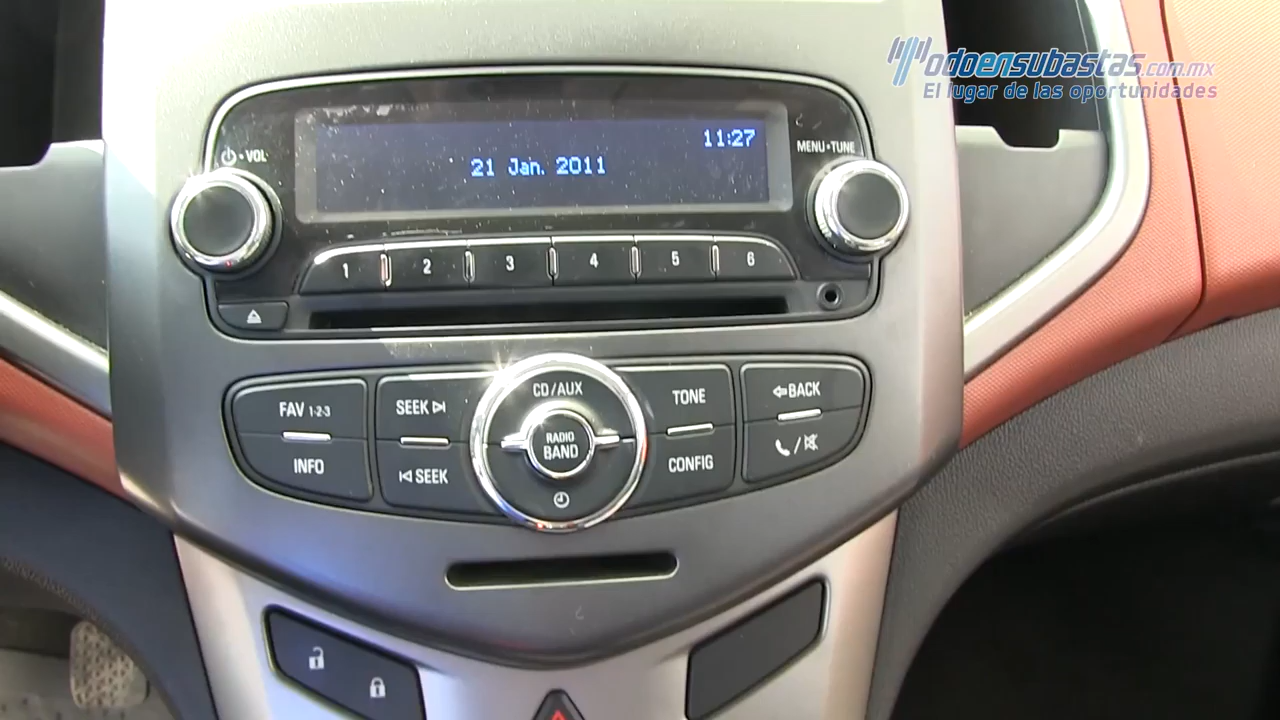 odoensubastas.com.mx
El lugar de las oportunidades
11:27
21 Jan. 2011
VOL
MENU•TUNE
1 2 3 4 5 6
CD/AUX
FAV 1-2-3
SEEK
TONE
BACK
RADIO
BAND
INFO
SEEK
CONFIG